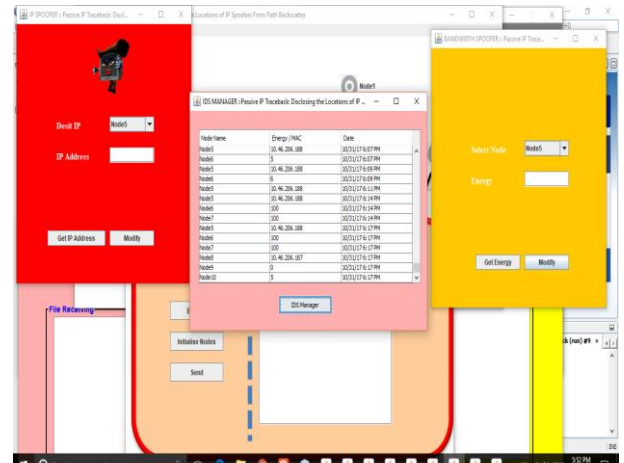 IP SPOOFER : Passive IP Traceback: Discl...
Locations of IP Spoofers From Path Backscatter
BANDWIDTH SPOOFER : Passive IP Trace...
Node1
IDS MANAGER : Passive IP Traceback: Disclosing the Locations of IP ...
Destit IP
Node5
IP Address
Get IP Address
Modify
Node Name Energy / MAC Date
Node5 10.46.206.188 10/31/17 6:07 PM
Node6 5 10/31/17 6:07 PM
Node5 10.46.206.188 10/31/17 6:09 PM
Node6 6 10/31/17 6:09 PM
Node5 10.46.206.188 10/31/17 6:11 PM
Node5 10.46.206.188 10/31/17 6:14 PM
Node6 100 10/31/17 6:14 PM
Node7 100 10/31/17 6:14 PM
Node5 10.46.206.188 10/31/17 6:17 PM
Node6 100 10/31/17 6:17 PM
Node7 100 10/31/17 6:17 PM
Node8 10.46.206.187 10/31/17 6:17 PM
Node9 0 10/31/17 6:17 PM
Node10 5 10/31/17 6:17 PM
IDS Manager
Select Node
Node5
Energy
Get Energy
Modify
File Receiving
Initialise Nodes
Send
ck (run) #9
INS
5:52 PM